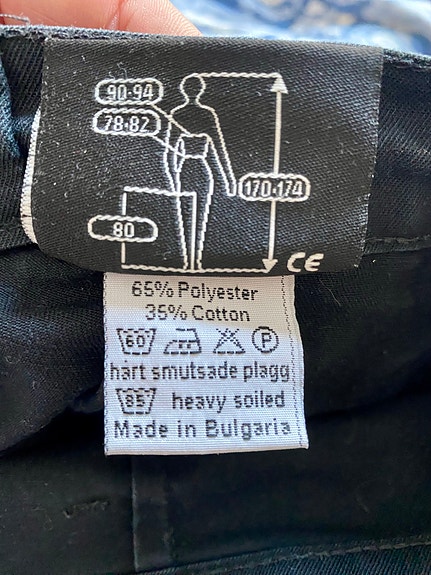 90-94
78-82
170-174
80
CE
65% Polyester
35% Cotton
60 P
hart smutsade plagg
85 heavy soiled
Made in Bulgaria